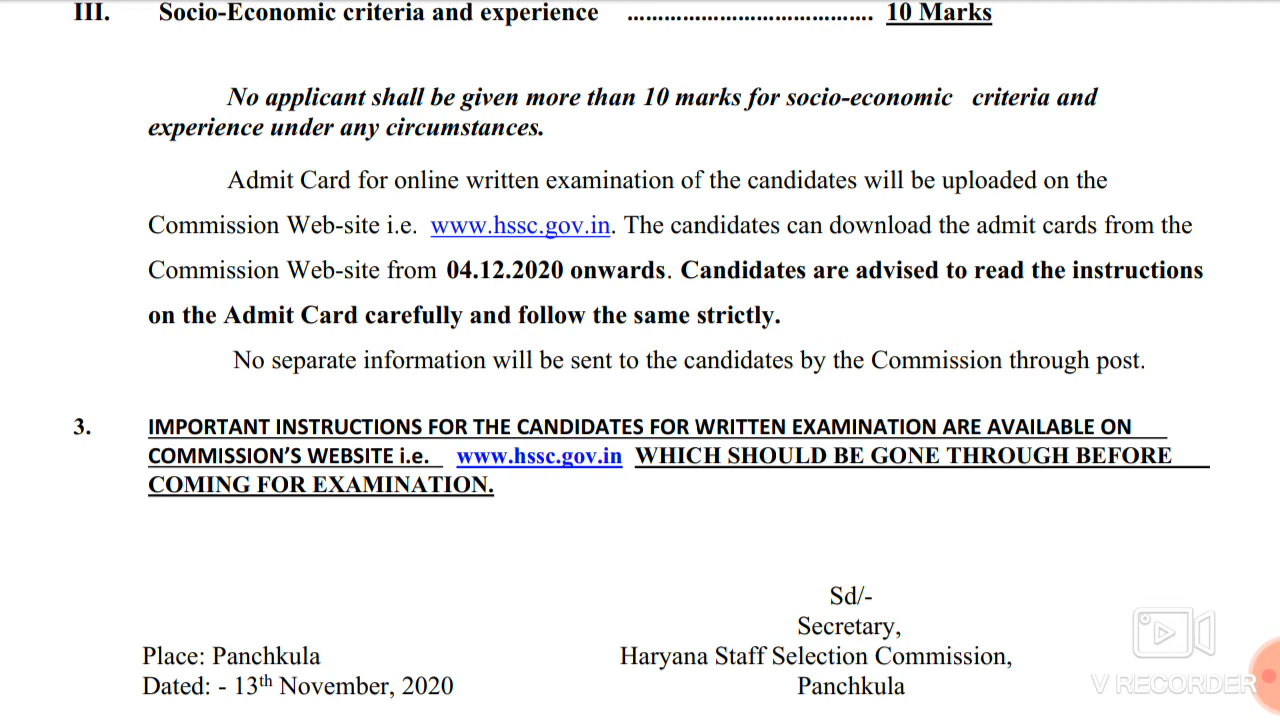 III. Socio-Economic criteria and experience ........................................ 10 Marks
No applicant shall be given more than 10 marks for socio-economic criteria and
experience under any circumstances.
Admit Card for online written examination of the candidates will be uploaded on the
Commission Web-site i.e. www.hssc.gov.in. The candidates can download the admit cards from the
Commission Web-site from 04.12.2020 onwards. Candidates are advised to read the instructions
on the Admit Card carefully and follow the same strictly.
No separate information will be sent to the candidates by the Commission through post.
3. IMPORTANT INSTRUCTIONS FOR THE CANDIDATES FOR WRITTEN EXAMINATION ARE AVAILABLE ON
COMMISSION'S WEBSITE i.e. www.hssc.gov.in WHICH SHOULD BE GONE THROUGH BEFORE
COMING FOR EXAMINATION.
Sd/-
Secretary,
Place: Panchkula Haryana Staff Selection Commission,
Dated: - 13th November, 2020 Panchkula
V RECORDER